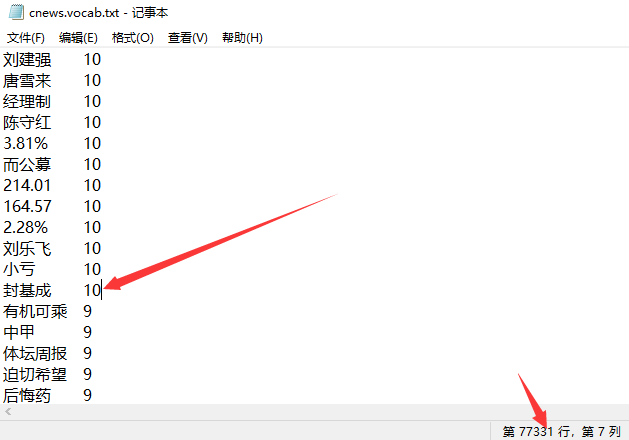 cnews.vocab.txt - 记事本
文件(F) 编辑(E) 格式(O) 查看(V) 帮助(H)
刘建强 10
唐雪来 10
经理制 10
陈守红 10
3.81% 10
而公募 10
214.01 10
164.57 10
2.28% 10
刘乐飞 10
小亏 10
封基成 10
有机可乘 9
中甲 9
体坛周报 9
迫切希望 9
后悔药 9
第 77331 行，第 7 列